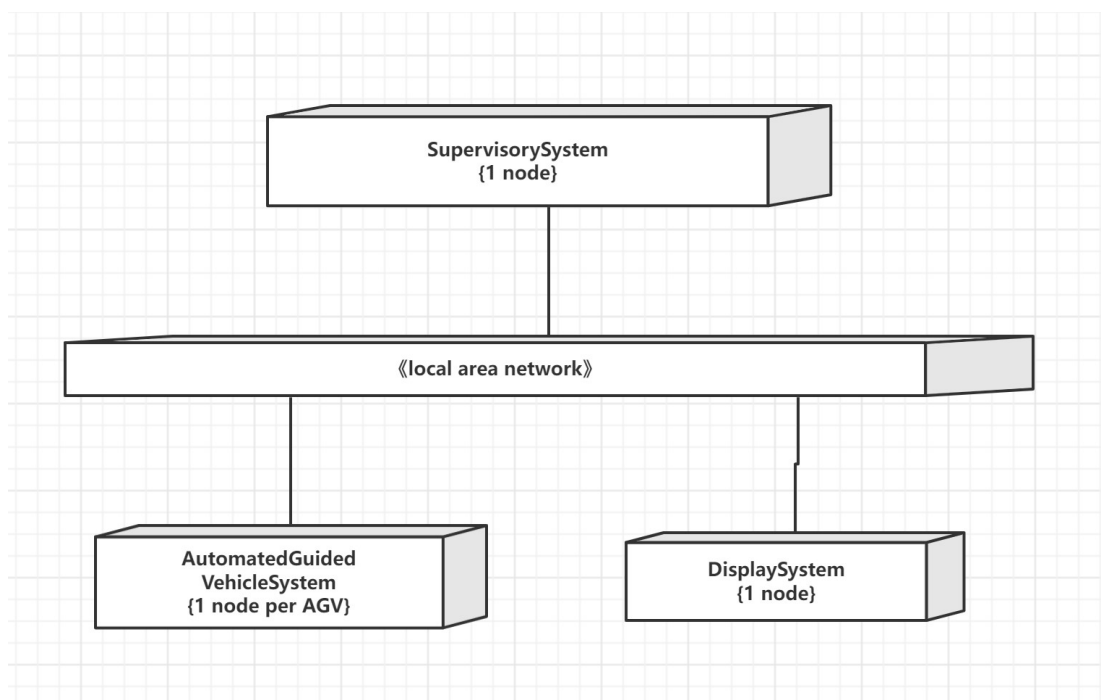 SupervisorySystem
{1 node}
《local area network》
AutomatedGuided
VehicleSystem
{1 node per AGV}
DisplaySystem
{1 node}